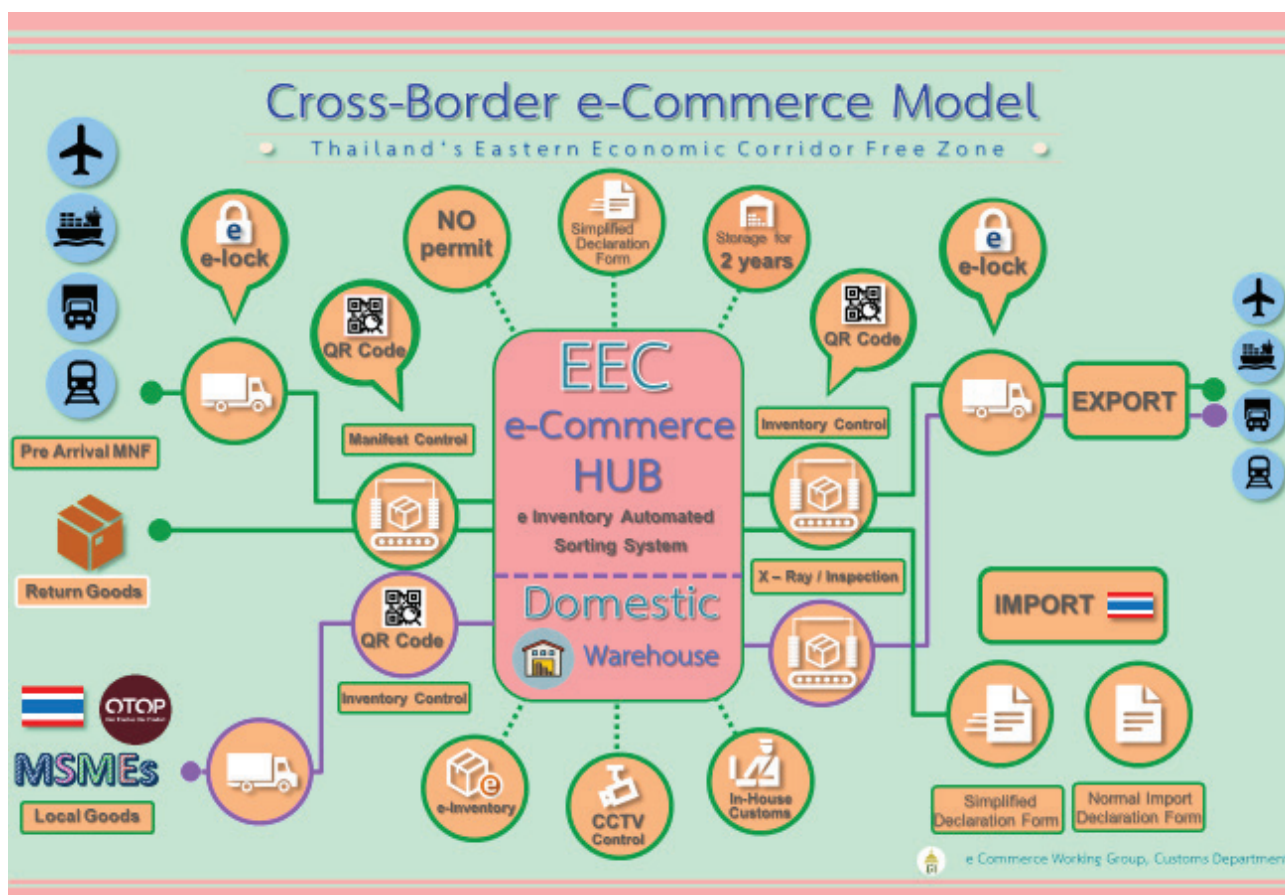 Cross-Border e-Commerce Model
Thailand's Eastern Economic Corridor Free Zone
e
e-lock
NO
permit
Simplified
Declaration
Form
Storage for
2 years
e
e-lock
QR Code
QR Code
Pre Arrival MNF
Manifest Control
EEC
e-Commerce
HUB
e Inventory Automated
Sorting System
Inventory Control
EXPORT
Return Goods
X – Ray / Inspection
Domestic
Warehouse
QR Code
Inventory Control
IMPORT
OTOP
MSMEs
Local Goods
e
e-Inventory
CCTV
Control
In-House
Customs
Simplified
Declaration Form
Normal Import
Declaration Form
e Commerce Working Group, Customs Department